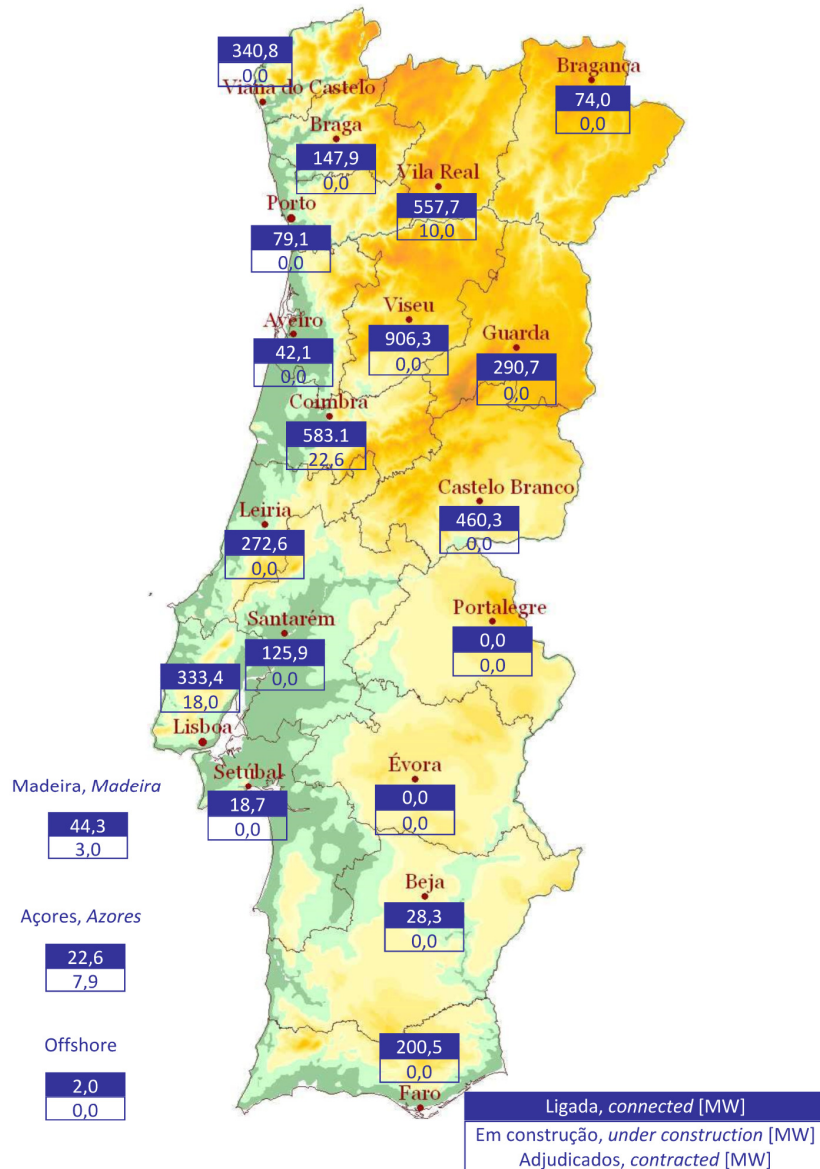 340,8
0,0
Viana do Castelo
Bragança
74,0
0,0
Braga
147,9
0,0
Vila Real
557,7
10,0
Porto
79,1
0,0
Viseu
906,3
0,0
Aveiro
42,1
0,0
Guarda
290,7
0,0
Coimbra
583.1
22,6
Castelo Branco
460,3
0,0
Leiria
272,6
0,0
Portalegre
0,0
0,0
Santarém
125,9
0,0
333,4
18,0
Lisboa
Setúbal
18,7
0,0
Évora
0,0
0,0
Madeira, Madeira
44,3
3,0
Beja
28,3
0,0
Açores, Azores
22,6
7,9
Offshore
2,0
0,0
200,5
0,0
Faro
Ligada, connected [MW]
Em construção, under construction [MW]
Adjudicados, contracted [MW]